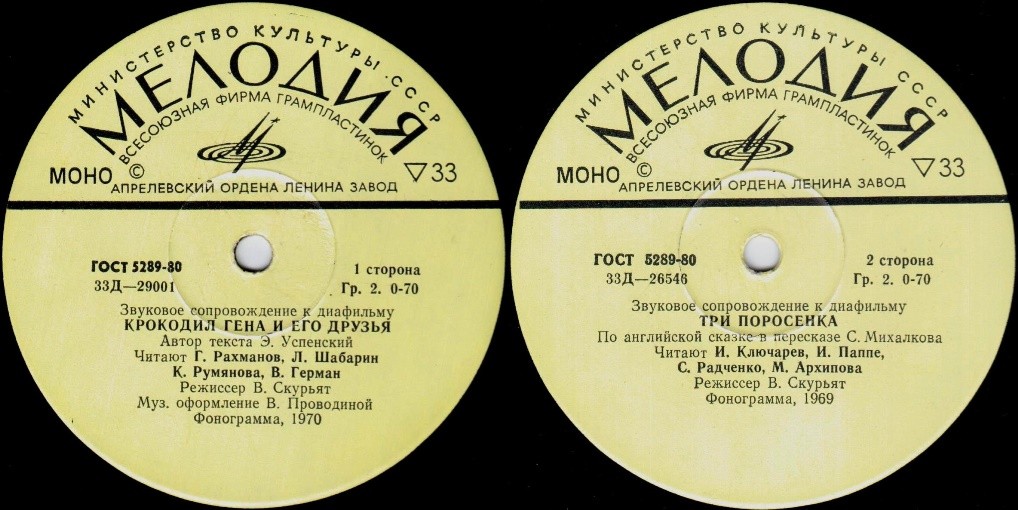 МИНИСТЕРСТВО КУЛЬТУРЫ СССР
МЕЛОДИЯ
ВСЕСОЮЗНАЯ ФИРМА ГРАМПЛАСТИНОК
МОНО © ▽33
АПРЕЛЕВСКИЙ ОРДЕНА ЛЕНИНА ЗАВОД
ГОСТ 5289-80
33Д—29001
1 сторона
Гр. 2. 0-70
Звуковое сопровождение к диафильму
КРОКОДИЛ ГЕНА И ЕГО ДРУЗЬЯ
Автор текста Э. Успенский
Читают Г. Рахманов, Л. Шабарин
К. Румянова, В. Герман
Режиссер В. Скурьят
Муз. оформление В. Проводиной
Фонограмма, 1970
МИНИСТЕРСТВО КУЛЬТУРЫ СССР
МЕЛОДИЯ
ВСЕСОЮЗНАЯ ФИРМА ГРАМПЛАСТИНОК
МОНО © ▽33
АПРЕЛЕВСКИЙ ОРДЕНА ЛЕНИНА ЗАВОД
ГОСТ 5289-80
33Д—26546
2 сторона
Гр. 2. 0-70
Звуковое сопровождение к диафильму
ТРИ ПОРОСЕНКА
По английской сказке в пересказе С. Михалкова
Читают И. Ключарев, И. Паппе,
С. Радченко, М. Архипова
Режиссер В. Скурьят
Фонограмма, 1969